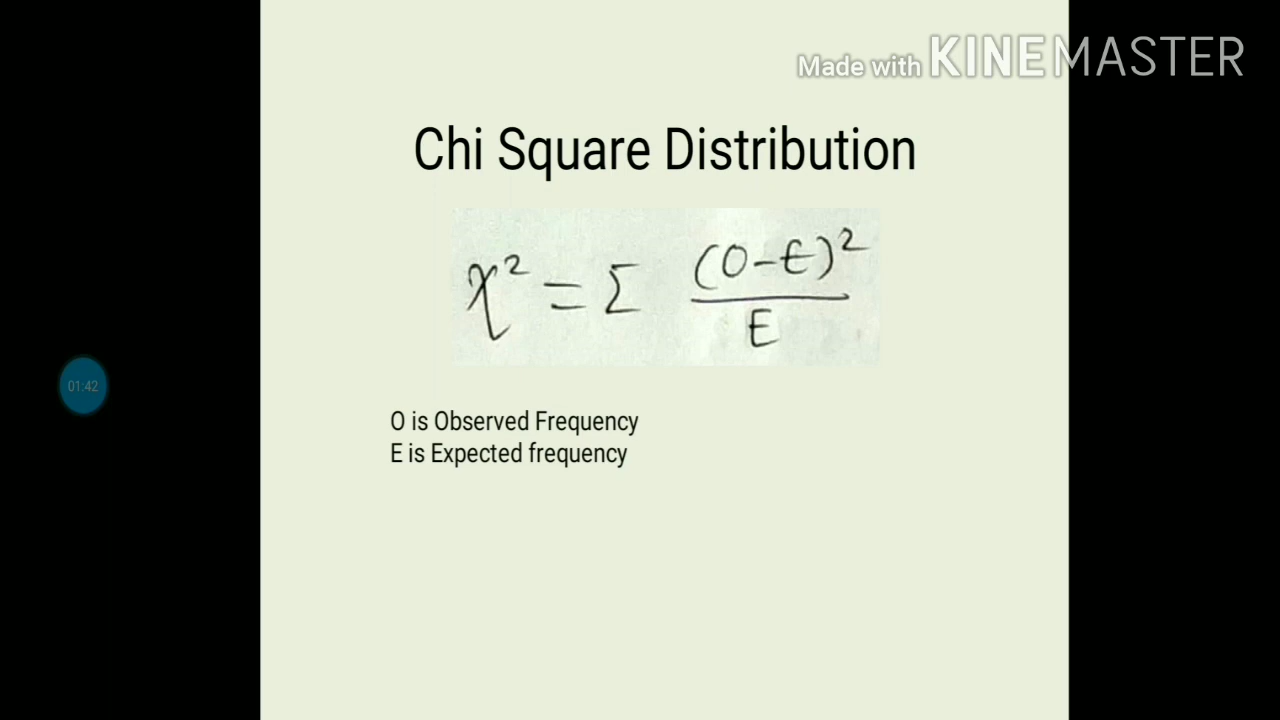 Made with KINEMASTER
Chi Square Distribution
χ² = Σ (O-E)²
E
01:42
O is Observed Frequency
E is Expected frequency